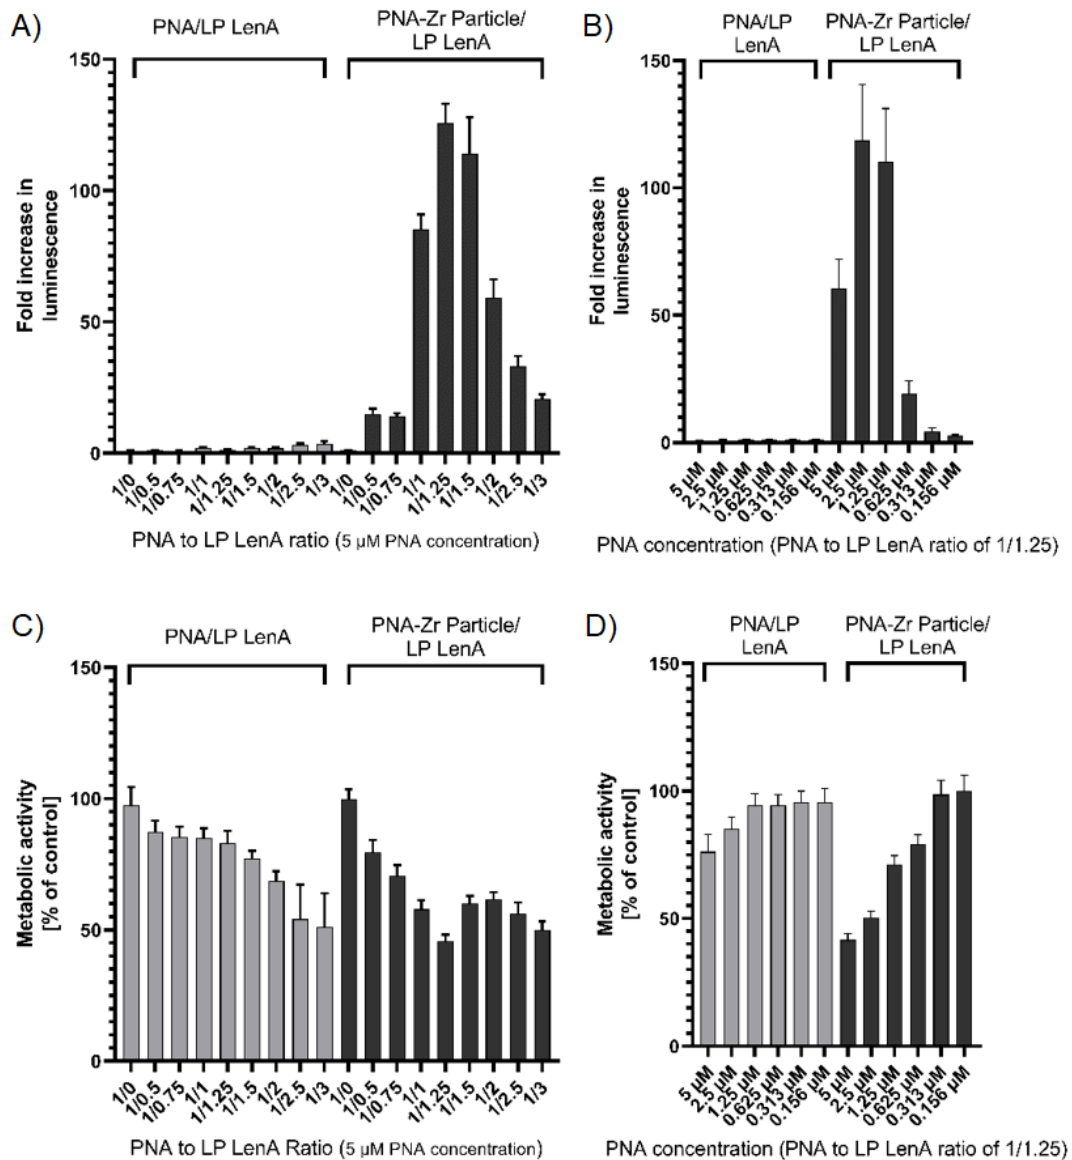 A)
PNA/LP LenA
PNA-Zr Particle/
LP LenA
Fold increase in
luminescence
150
100
50
0
1/0
1/0.5
1/0.75
1/1
1/1.25
1/1.5
1/2
1/2.5
1/3
1/0
1/0.5
1/0.75
1/1
1/1.25
1/1.5
1/2
1/2.5
1/3
PNA to LP LenA ratio (5 µM PNA concentration)
B)
PNA/LP
LenA
PNA-Zr Particle/
LP LenA
Fold increase in
luminescence
150
100
50
0
5 µM
2.5 µM
1.25 µM
0.625 µM
0.313 µM
0.156 µM
5 µM
2.5 µM
1.25 µM
0.625 µM
0.313 µM
0.156 µM
PNA concentration (PNA to LP LenA ratio of 1/1.25)
C)
PNA/LP LenA
PNA-Zr Particle/
LP LenA
Metabolic activity
[% of control]
150
100
50
0
1/0
1/0.5
1/0.75
1/1
1/1.25
1/1.5
1/2
1/2.5
1/3
1/0
1/0.5
1/0.75
1/1
1/1.25
1/1.5
1/2
1/2.5
1/3
PNA to LP LenA Ratio (5 µM PNA concentration)
D)
PNA/LP
LenA
PNA-Zr Particle/
LP LenA
Metabolic activity
[% of control]
150
100
50
0
5 µM
2.5 µM
1.25 µM
0.625 µM
0.313 µM
0.156 µM
5 µM
2.5 µM
1.25 µM
0.625 µM
0.313 µM
0.156 µM
PNA concentration (PNA to LP LenA ratio of 1/1.25)